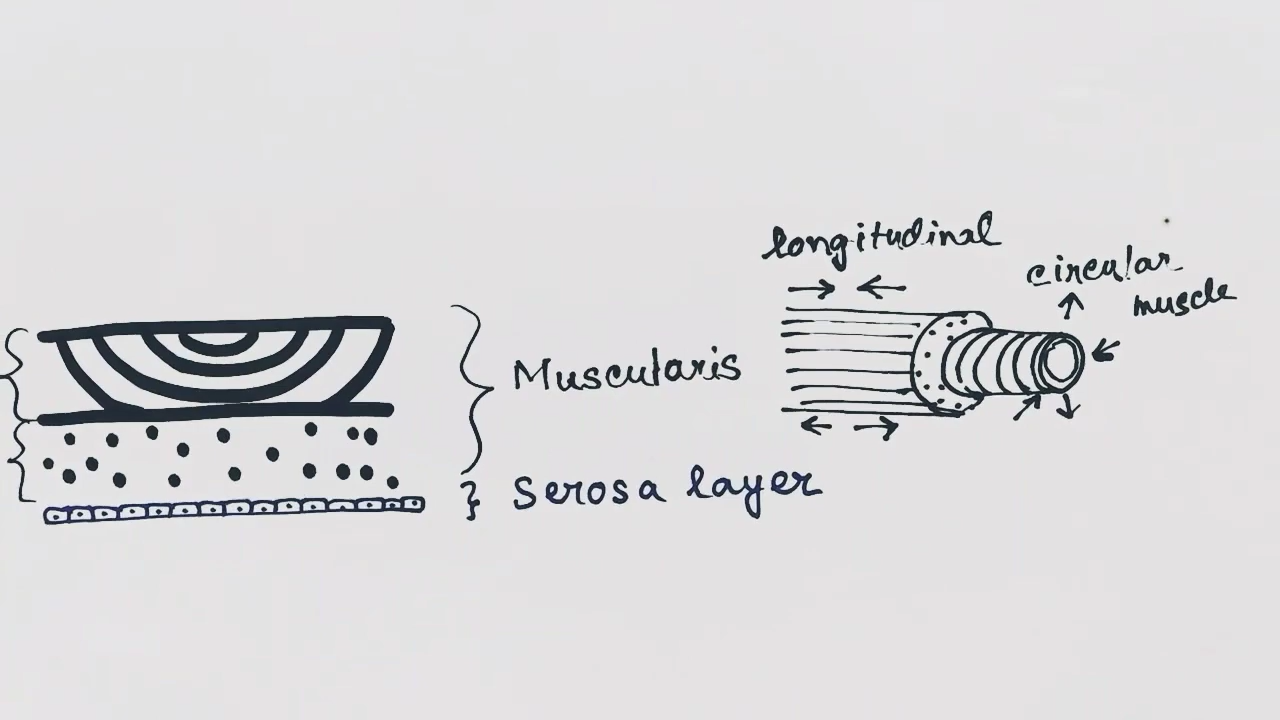 longitudinal
circular
muscle
Muscularis
Serosa layer